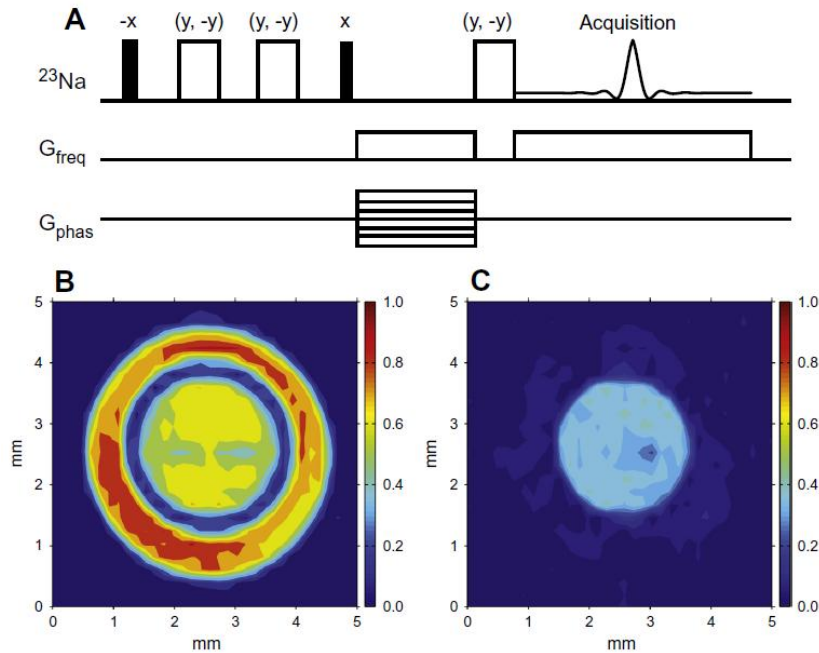 A
-x (y, -y) (y, -y) x (y, -y) Acquisition
23Na
Gfreq
Gphas
B
C
5 1.0 5 1.0
4 0.8 4 0.8
0.6 0.6
3 3
mm mm
0.4 0.4
2 2
1 0.2 1 0.2
0 0.0 0 0.0
0 1 2 3 4 5 0 1 2 3 4 5
mm mm